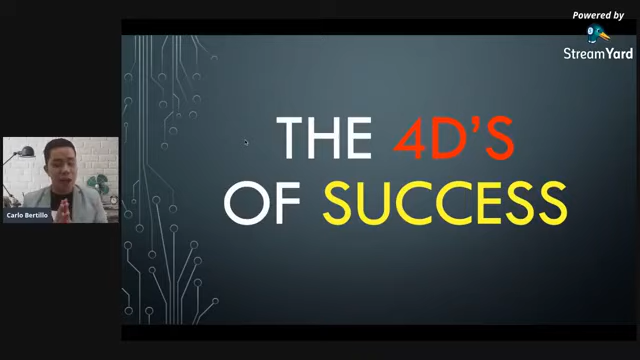 Powered by
StreamYard
THE 4D'S
OF SUCCESS
Carlo Bertillo